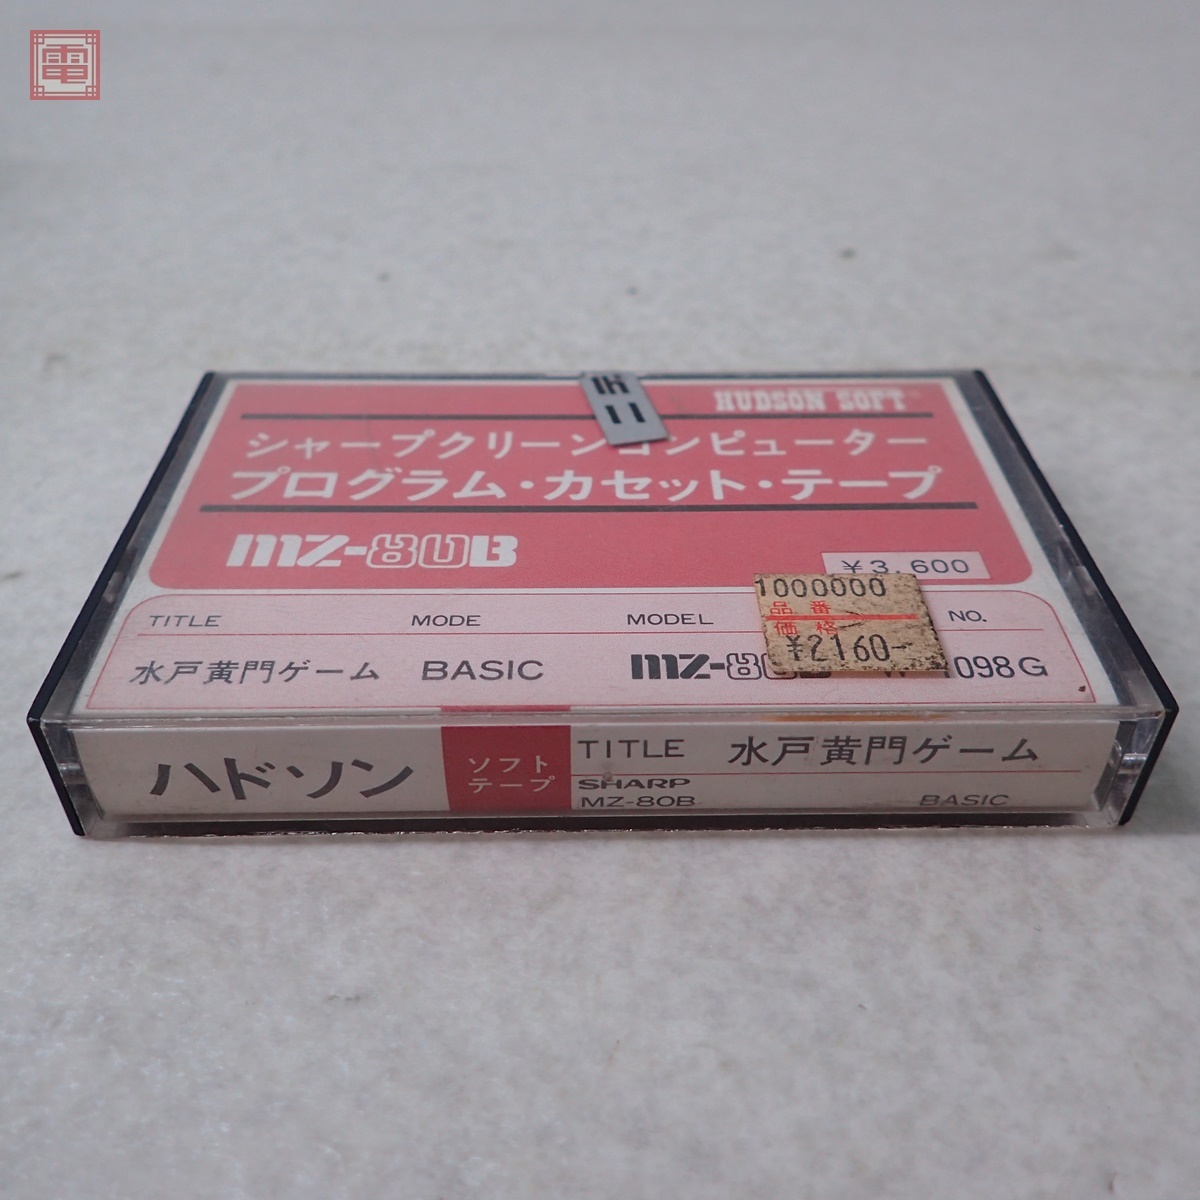 電
HUDSON SOFT
シャープクリーンコンピューター
プログラム・カセット・テープ
MZ-80B
¥3,600
1000000
品番
価格
¥2160-
TITLE MODE MODEL NO.
水戸黄門ゲーム BASIC MZ-80B 1098G
ハドソン
ソフト
テープ
TITLE 水戸黄門ゲーム
SHARP
MZ-80B BASIC